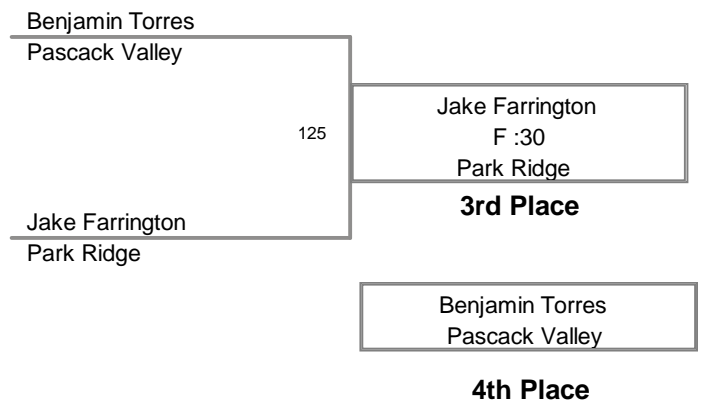 Benjamin Torres
Pascack Valley
125
Jake Farrington
F :30
Park Ridge
3rd Place
Jake Farrington
Park Ridge
Benjamin Torres
Pascack Valley
4th Place